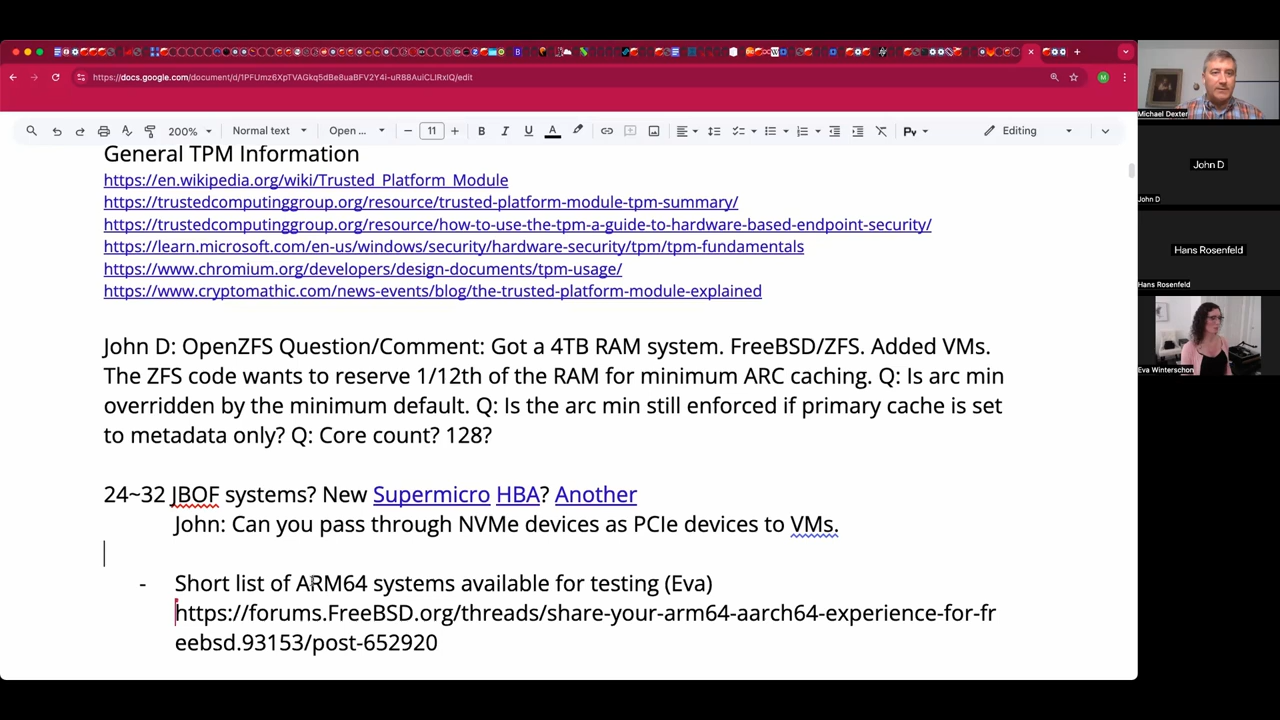 https://docs.google.com/document/d/1PFUmz6XpTVAGkq5dBe8uaBFV2Y4i-uR88AuiCLlRxIQ/edit
M
200%
Normal text
Open ...
11
B
I
U
A
Editing
General TPM Information
https://en.wikipedia.org/wiki/Trusted_Platform_Module
https://trustedcomputinggroup.org/resource/trusted-platform-module-tpm-summary/
https://trustedcomputinggroup.org/resource/how-to-use-the-tpm-a-guide-to-hardware-based-endpoint-security/
https://learn.microsoft.com/en-us/windows/security/hardware-security/tpm/tpm-fundamentals
https://www.chromium.org/developers/design-documents/tpm-usage/
https://www.cryptomathic.com/news-events/blog/the-trusted-platform-module-explained
John D: OpenZFS Question/Comment: Got a 4TB RAM system. FreeBSD/ZFS. Added VMs.
The ZFS code wants to reserve 1/12th of the RAM for minimum ARC caching. Q: Is arc min
overridden by the minimum default. Q: Is the arc min still enforced if primary cache is set
to metadata only? Q: Core count? 128?
24~32 JBOF systems? New Supermicro HBA? Another
John: Can you pass through NVMe devices as PCIe devices to VMs.
- Short list of ARM64 systems available for testing (Eva)
https://forums.FreeBSD.org/threads/share-your-arm64-aarch64-experience-for-fr
eebsd.93153/post-652920
Michael Dexter
John D
John D
Hans Rosenfeld
Hans Rosenfeld
Eva Winterschon